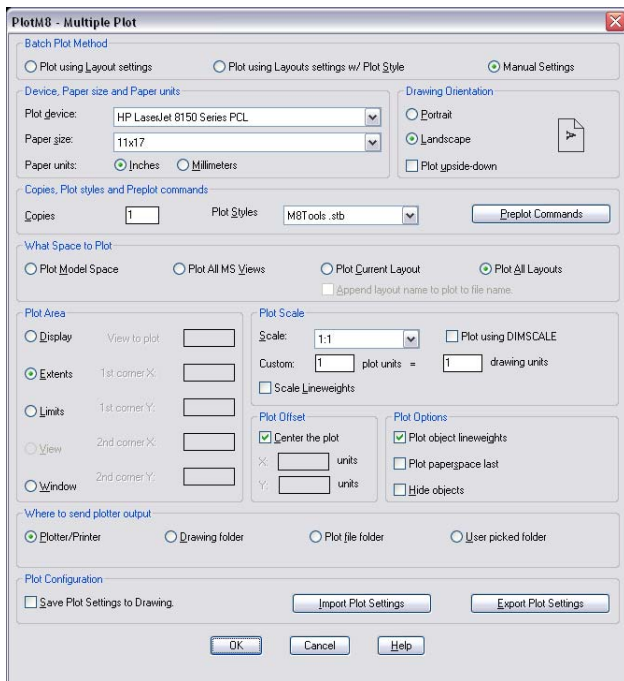 PlotM8 - Multiple Plot
Batch Plot Method
Plot using Layout settings
Plot using Layouts settings w/ Plot Style
Manual Settings
Device, Paper size and Paper units
Plot device:
HP LaserJet 8150 Series PCL
Paper size:
11x17
Paper units:
Inches
Millimeters
Drawing Orientation
Portrait
Landscape
A
Plot upside-down
Copies, Plot styles and Preplot commands
Copies
1
Plot Styles
M8Tools .stb
Preplot Commands
What Space to Plot
Plot Model Space
Plot All MS Views
Plot Current Layout
Plot All Layouts
Append layout name to plot to file name.
Plot Area
Display
View to plot
Extents
1st corner X:
Limits
1st corner Y:
View
2nd corner X:
Window
2nd corner Y:
Plot Scale
Scale:
1:1
Plot using DIMSCALE
Custom:
1
plot units =
1
drawing units
Scale Lineweights
Plot Offset
Center the plot
X:
units
Y:
units
Plot Options
Plot object lineweights
Plot paperspace last
Hide objects
Where to send plotter output
Plotter/Printer
Drawing folder
Plot file folder
User picked folder
Plot Configuration
Save Plot Settings to Drawing.
Import Plot Settings
Export Plot Settings
OK
Cancel
Help